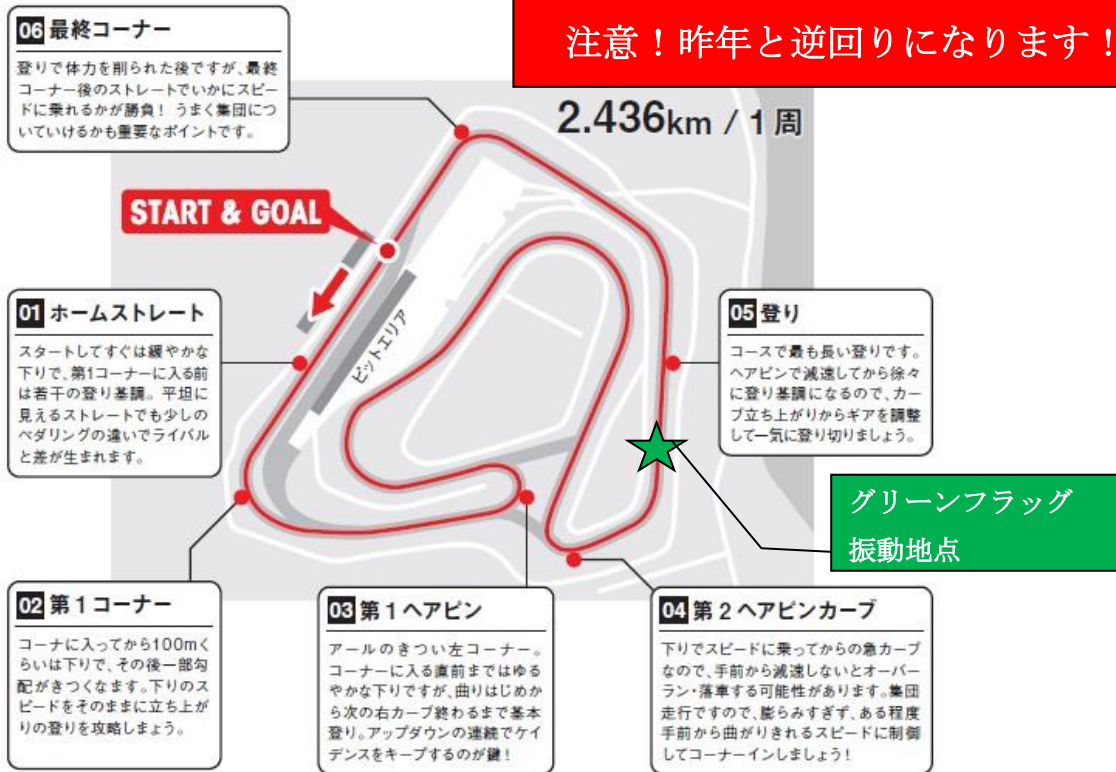 注意！昨年と逆回りになります！
06 最終コーナー
登りで体力を削られた後ですが、最終
コーナー後のストレートでいかにスピー
ドに乗れるかが勝負！ うまく集団につ
いていけるかも重要なポイントです。
2.436km / 1周
START & GOAL
01 ホームストレート
スタートしてすぐは緩やかな
下りで、第1コーナーに入る前
は若干の登り基調。平坦に
見えるストレートでも少しの
ペダリングの違いでライバル
と差が生まれます。
ピットエリア
05 登り
コースで最も長い登りです。
ヘアピンで減速してから徐々
に登り基調になるので、カー
ブ立ち上がりからギアを調整
して一気に登り切りましょう。
グリーンフラッグ
振動地点
02 第1コーナー
コーナに入ってから100mく
らいは下りで、その後一部勾
配がきつくなます。下りのス
ピードをそのままに立ち上が
りの登りを攻略しましょう。
03 第1ヘアピン
アールのきつい左コーナー。
コーナーに入る直前まではゆる
やかな下りですが、曲りはじめか
ら次の右カーブ終わるまで基本
登り。アップダウンの連続でケイ
デンスをキープするのが鍵！
04 第2ヘアピンカーブ
下りでスピードに乗ってからの急カーブ
なので、手前から減速しないとオーバー
ラン・落車する可能性があります。集団
走行ですので、膨らみすぎず、ある程度
手前から曲がりきれるスピードに制御
してコーナーインしましょう！